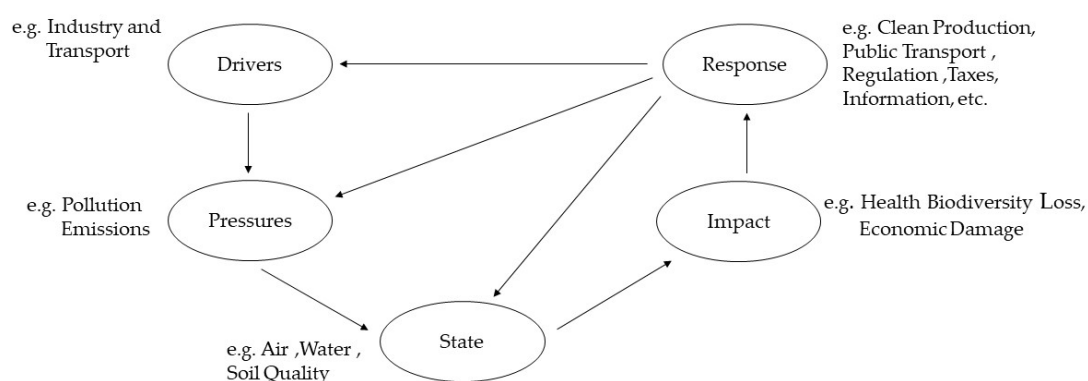 e.g. Industry and
Transport
Drivers
Response
e.g. Clean Production,
Public Transport ,
Regulation ,Taxes,
Information, etc.
e.g. Pollution
Emissions
Pressures
Impact
e.g. Health Biodiversity Loss,
Economic Damage
State
e.g. Air ,Water ,
Soil Quality